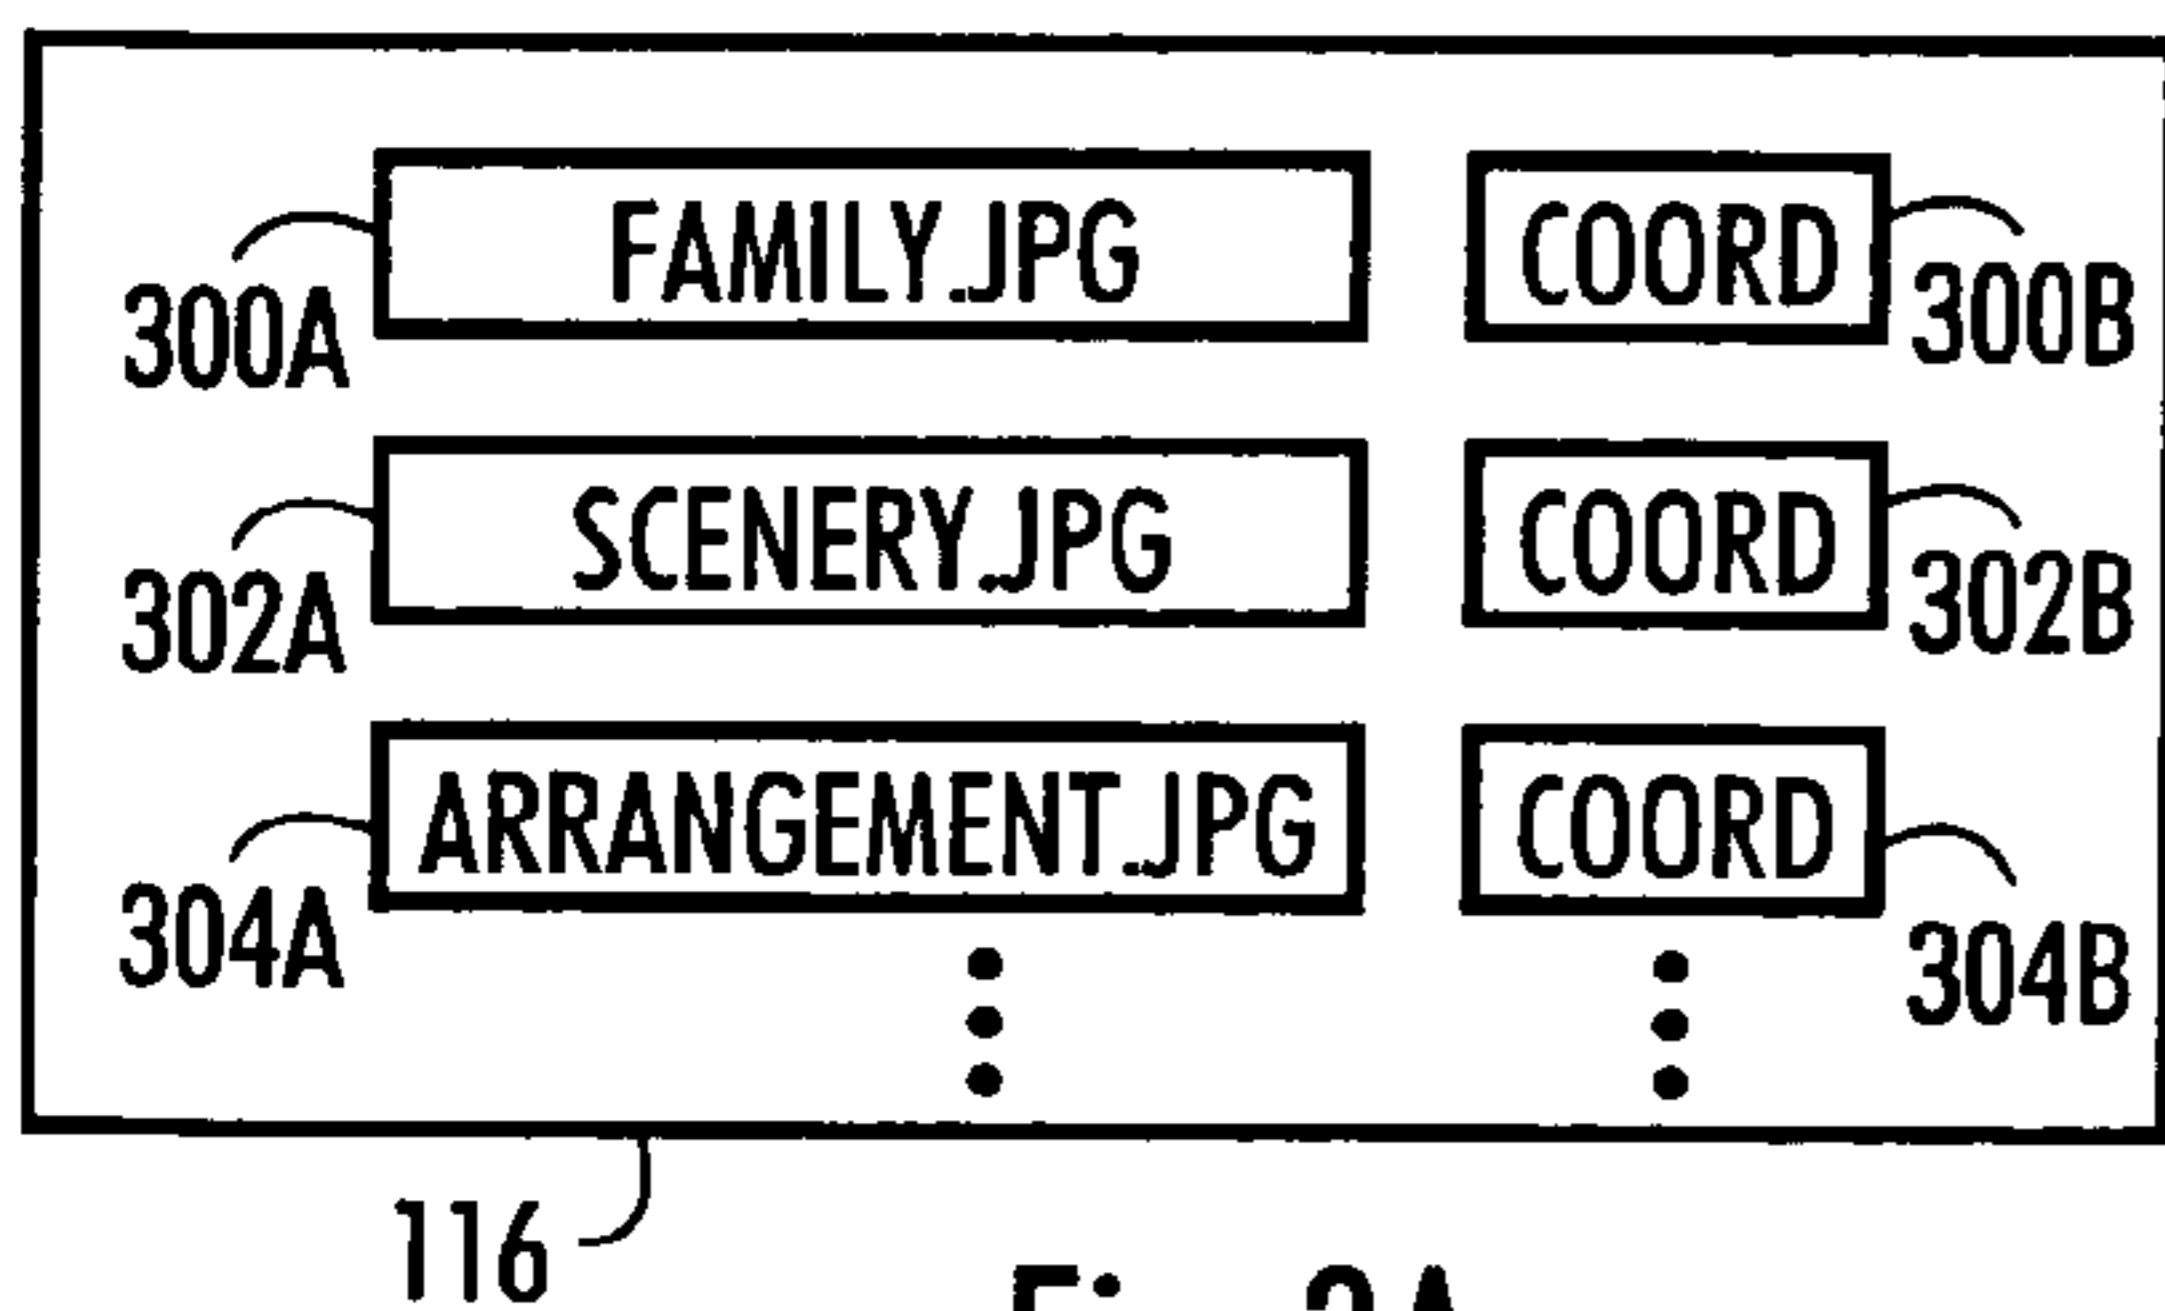 FAMILY.JPG COORD
300A 300B
SCENERY.JPG COORD
302A 302B
ARRANGEMENT.JPG COORD
304A 304B
116